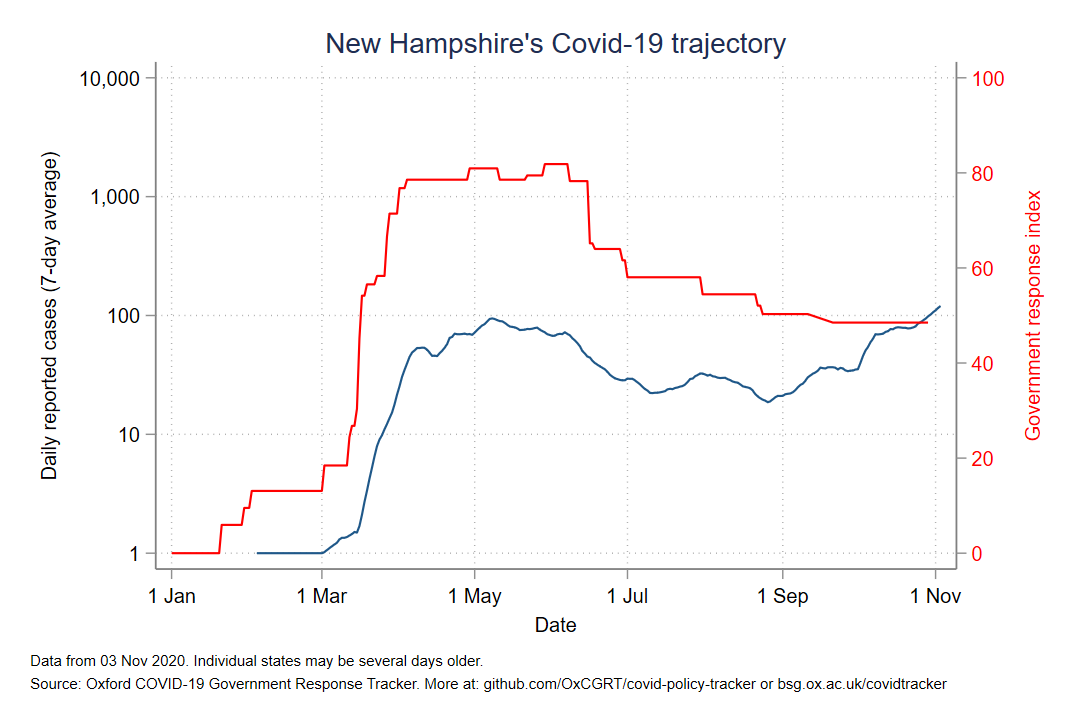 New Hampshire's Covid-19 trajectory
10,000
1,000
100
10
1
Daily reported cases (7-day average)
100
80
60
40
20
0
Government response index
1 Jan
1 Mar
1 May
1 Jul
1 Sep
1 Nov
Date
Data from 03 Nov 2020. Individual states may be several days older.
Source: Oxford COVID-19 Government Response Tracker. More at: github.com/OxCGRT/covid-policy-tracker or bsg.ox.ac.uk/covidtracker